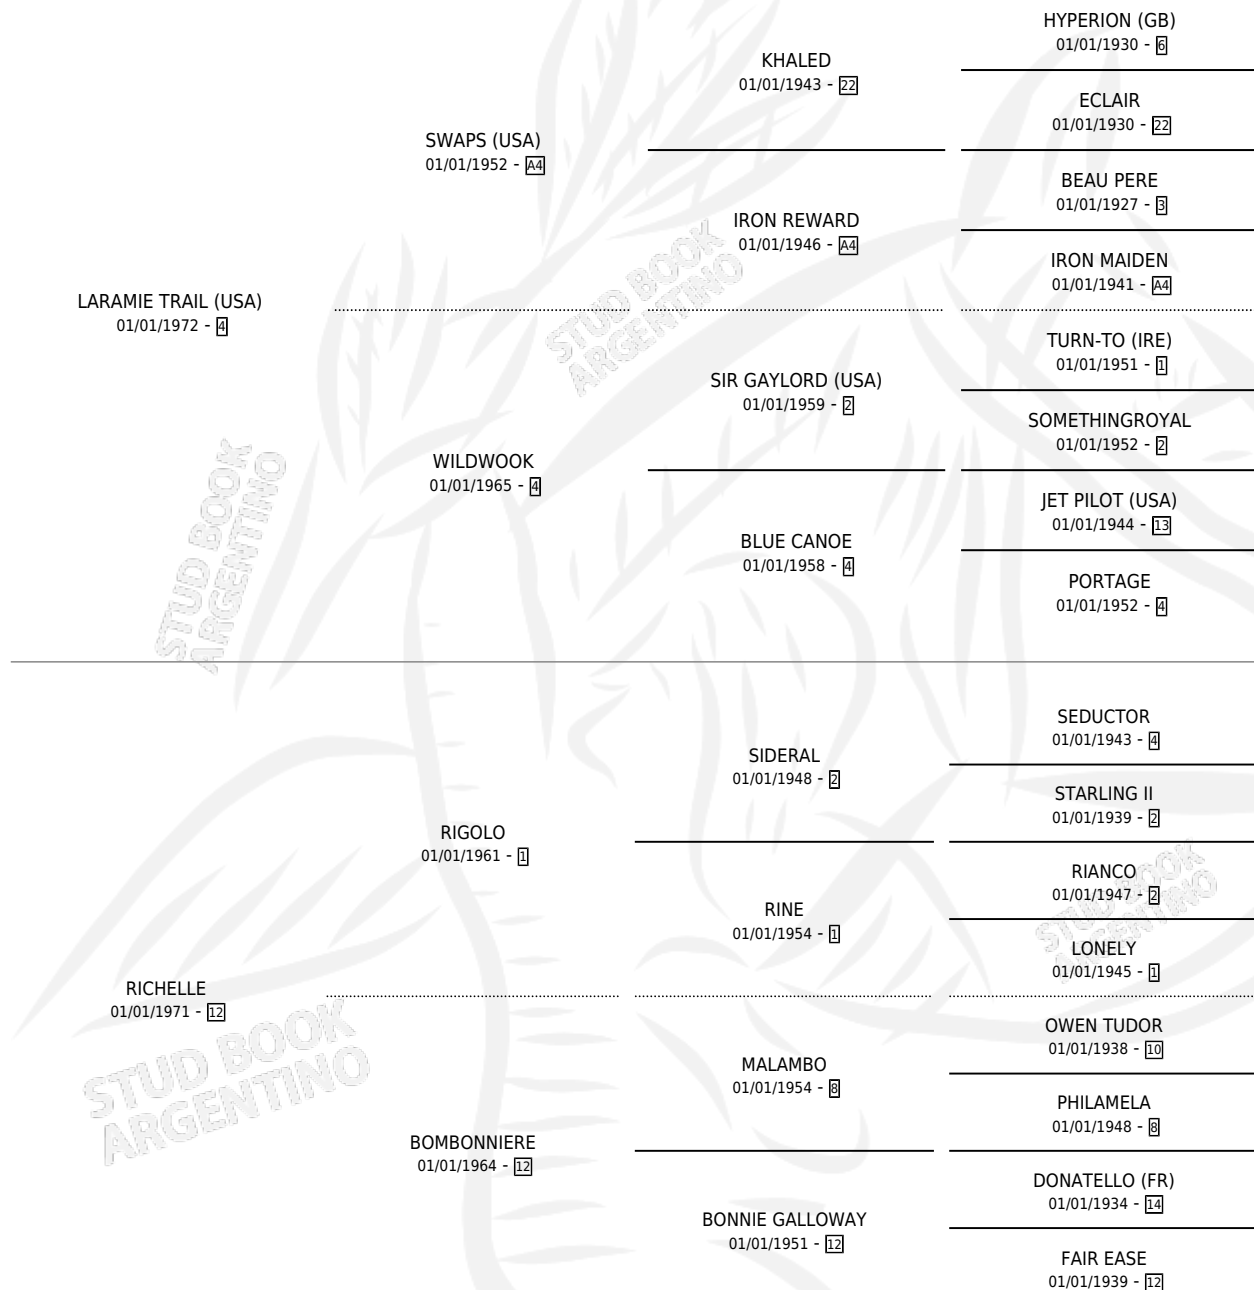 HYPERION (GB)
01/01/1930 - 6
KHALED
01/01/1943 - 22
ECLAIR
01/01/1930 - 22
SWAPS (USA)
01/01/1952 - A4
BEAU PERE
01/01/1927 - 3
IRON REWARD
01/01/1946 - A4
IRON MAIDEN
01/01/1941 - A4
LARAMIE TRAIL (USA)
01/01/1972 - 4
TURN-TO (IRE)
01/01/1951 - 1
SIR GAYLORD (USA)
01/01/1959 - 2
SOMETHINGROYAL
01/01/1952 - 2
WILDWOOK
01/01/1965 - 4
JET PILOT (USA)
01/01/1944 - 13
BLUE CANOE
01/01/1958 - 4
PORTAGE
01/01/1952 - 4
SEDUCTOR
01/01/1943 - 4
SIDERAL
01/01/1948 - 2
STARLING II
01/01/1939 - 2
RIGOLO
01/01/1961 - 1
RIANCO
01/01/1947 - 2
RINE
01/01/1954 - 1
LONELY
01/01/1945 - 1
RICHELLE
01/01/1971 - 12
OWEN TUDOR
01/01/1938 - 10
MALAMBO
01/01/1954 - 8
PHILAMELA
01/01/1948 - 8
BOMBONNIERE
01/01/1964 - 12
DONATELLO (FR)
01/01/1934 - 14
BONNIE GALLOWAY
01/01/1951 - 12
FAIR EASE
01/01/1939 - 12
STUD BOOK
ARGENTINO
STUD BOOK
ARGENTINO
STUD BOOK
ARGENTINO
STUD BOOK
ARGENTINO